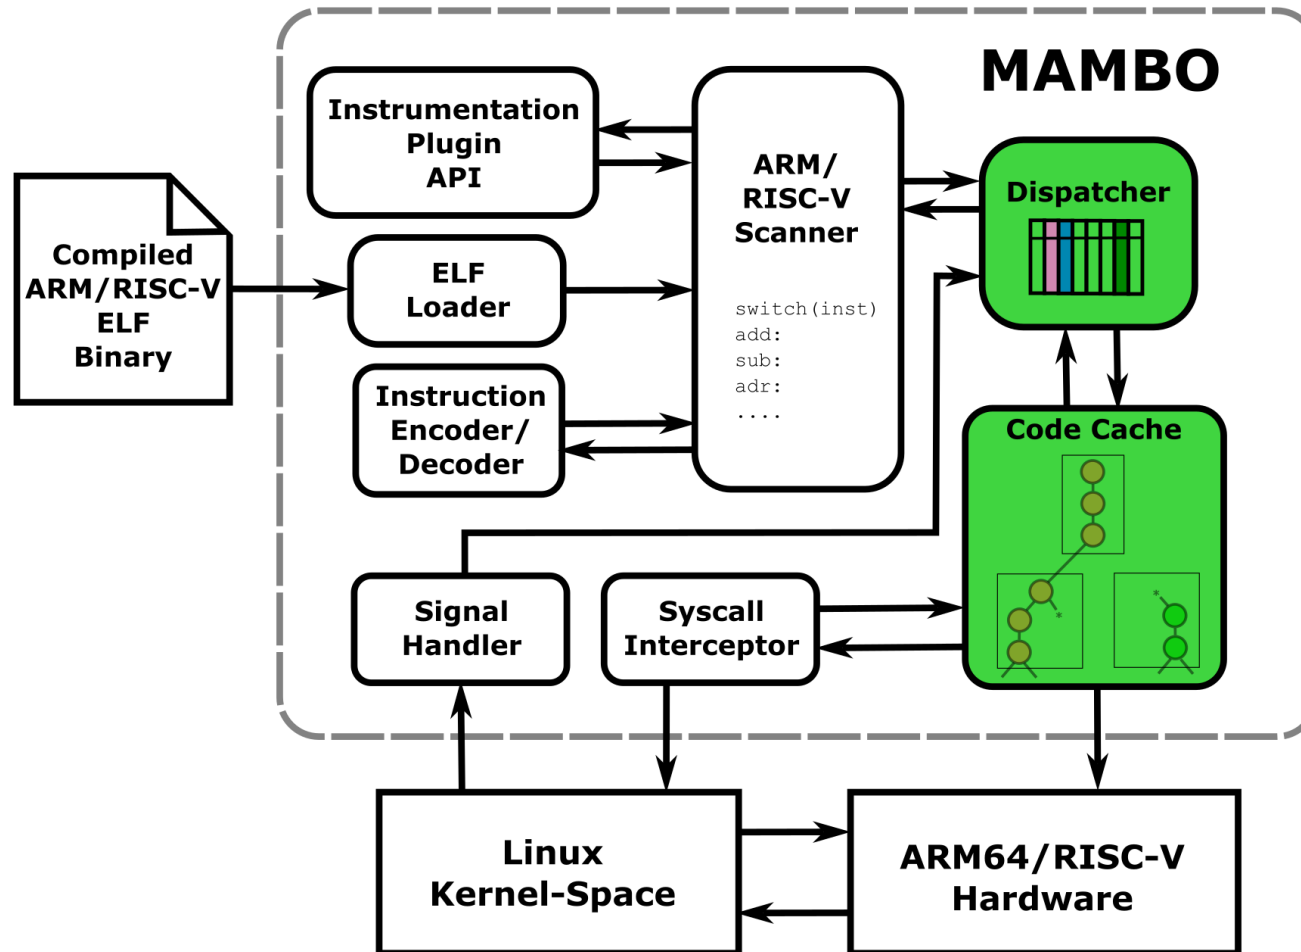 MAMBO
Instrumentation
Plugin
API
ARM/
RISC-V
Scanner
switch(inst)
add:
sub:
adr:
....
Dispatcher
Compiled
ARM/RISC-V
ELF
Binary
ELF
Loader
Instruction
Encoder/
Decoder
Code Cache
*
*
Signal
Handler
Syscall
Interceptor
Linux
Kernel-Space
ARM64/RISC-V
Hardware